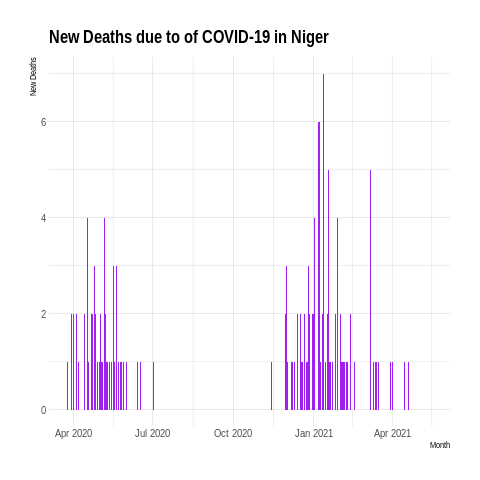 New Deaths due to of COVID-19 in Niger
New Deaths
6
4
2
0
Apr 2020 Jul 2020 Oct 2020 Jan 2021 Apr 2021
Month